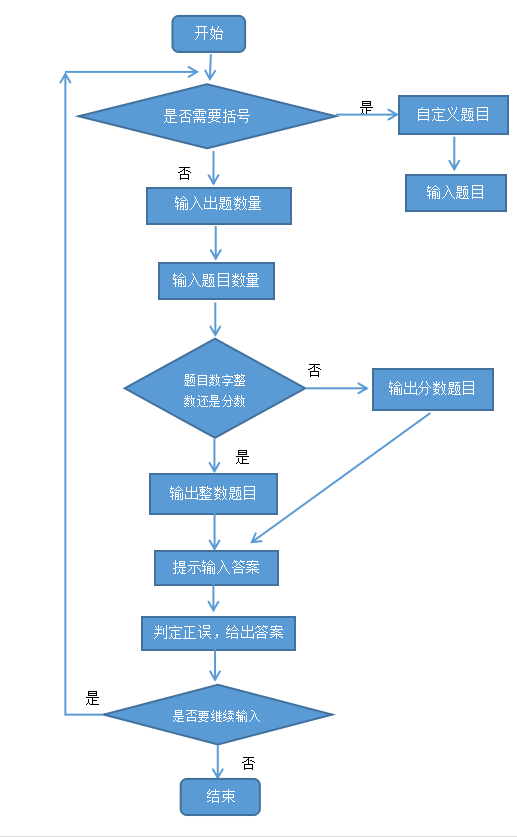 开始
是否需要括号
是
自定义题目
否
输入出题数量
输入题目
输入题目数量
题目数字整
数还是分数
否
输出分数题目
是
输出整数题目
提示输入答案
判定正误，给出答案
是
是否要继续输入
否
结束